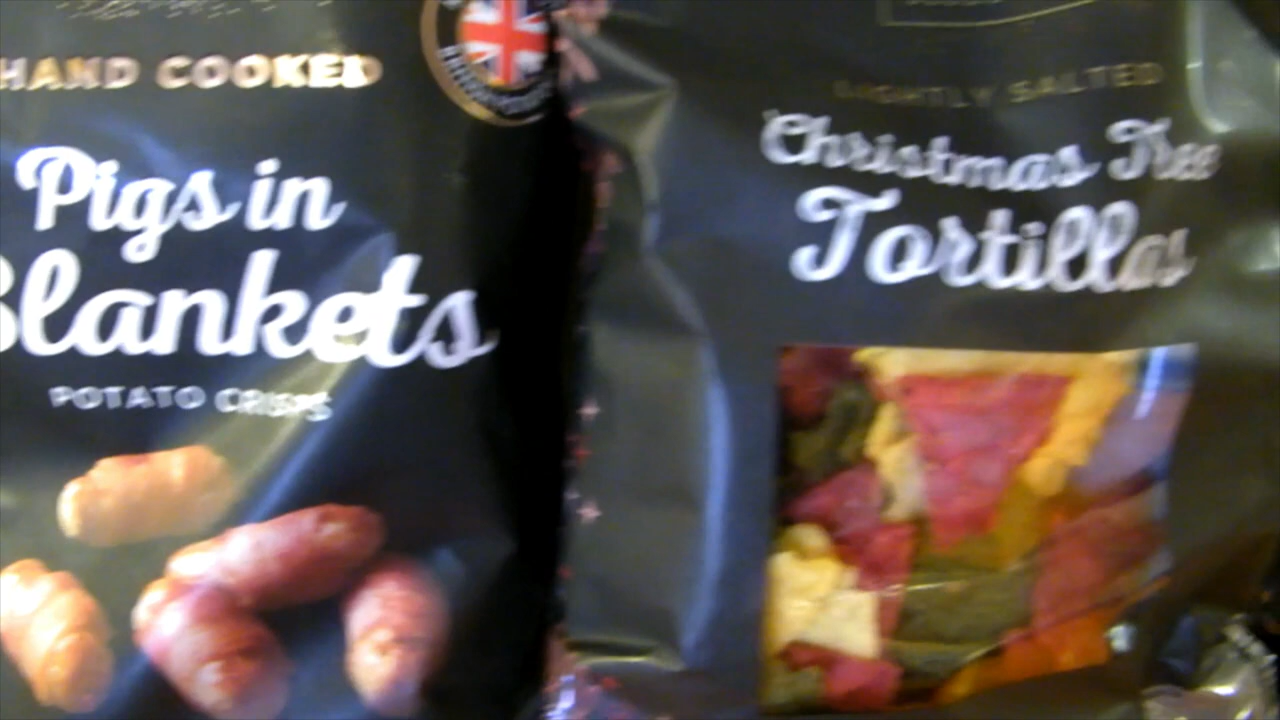 HAND COOKED
Pigs in
Blankets
POTATO CRISPS
LIGHTLY SALTED
Christmas Tree
Tortillas